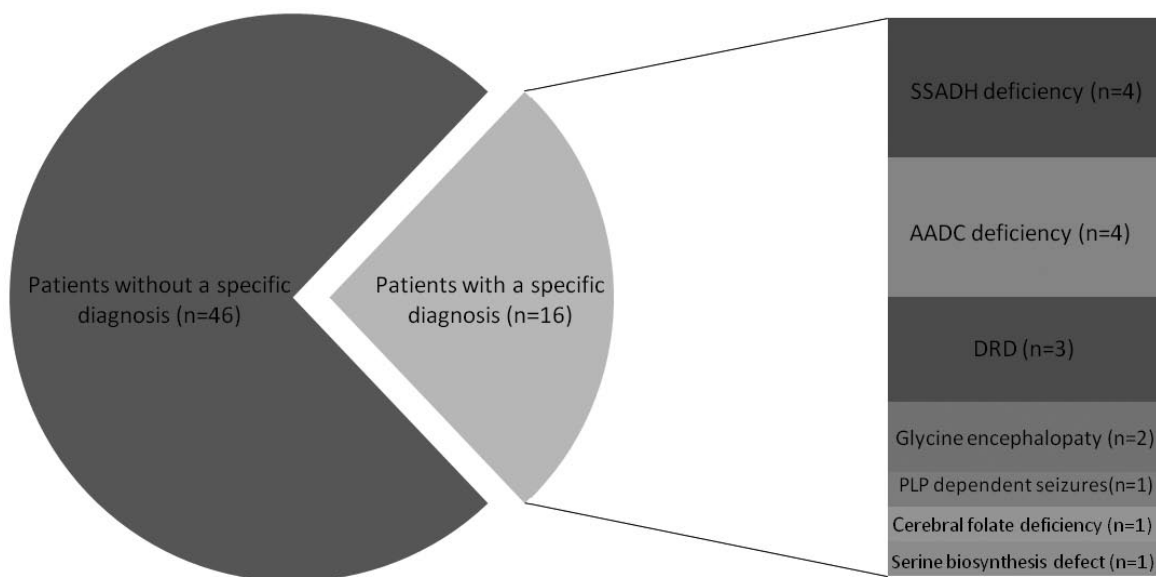 Patients without a specific
diagnosis (n=46)
Patients with a specific
diagnosis (n=16)
SSADH deficiency (n=4)
AADC deficiency (n=4)
DRD (n=3)
Glycine encephalopaty (n=2)
PLP dependent seizures(n=1)
Cerebral folate deficiency (n=1)
Serine biosynthesis defect (n=1)